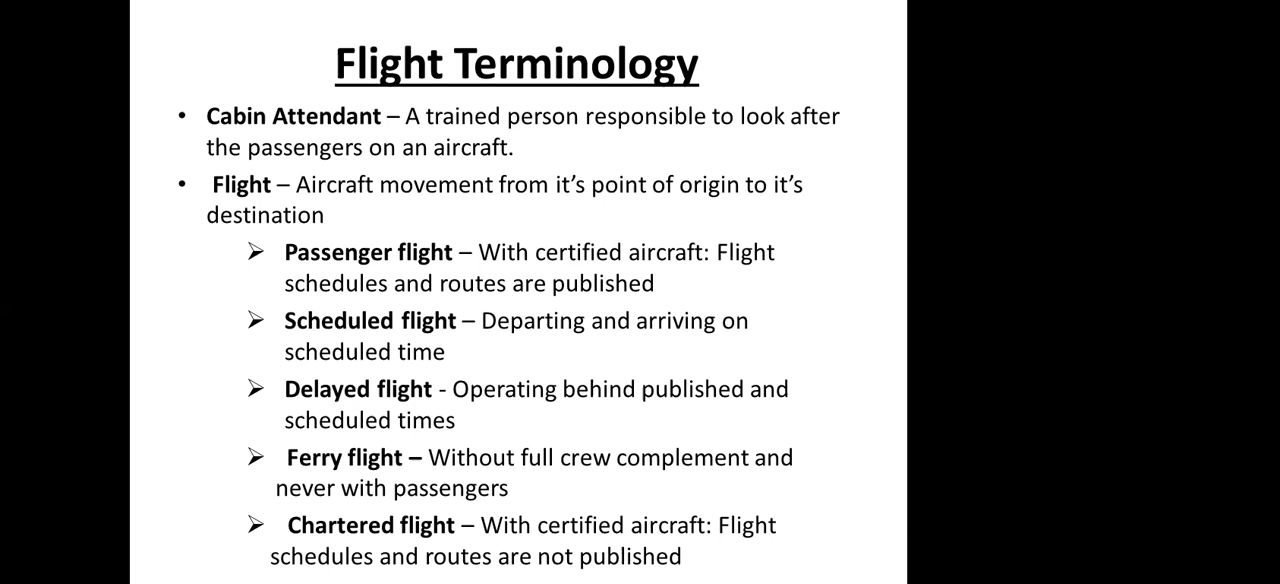 Flight Terminology
• Cabin Attendant – A trained person responsible to look after
the passengers on an aircraft.
• Flight – Aircraft movement from it’s point of origin to it’s
destination
➢ Passenger flight – With certified aircraft: Flight
schedules and routes are published
➢ Scheduled flight – Departing and arriving on
scheduled time
➢ Delayed flight - Operating behind published and
scheduled times
➢ Ferry flight – Without full crew complement and
never with passengers
➢ Chartered flight – With certified aircraft: Flight
schedules and routes are not published